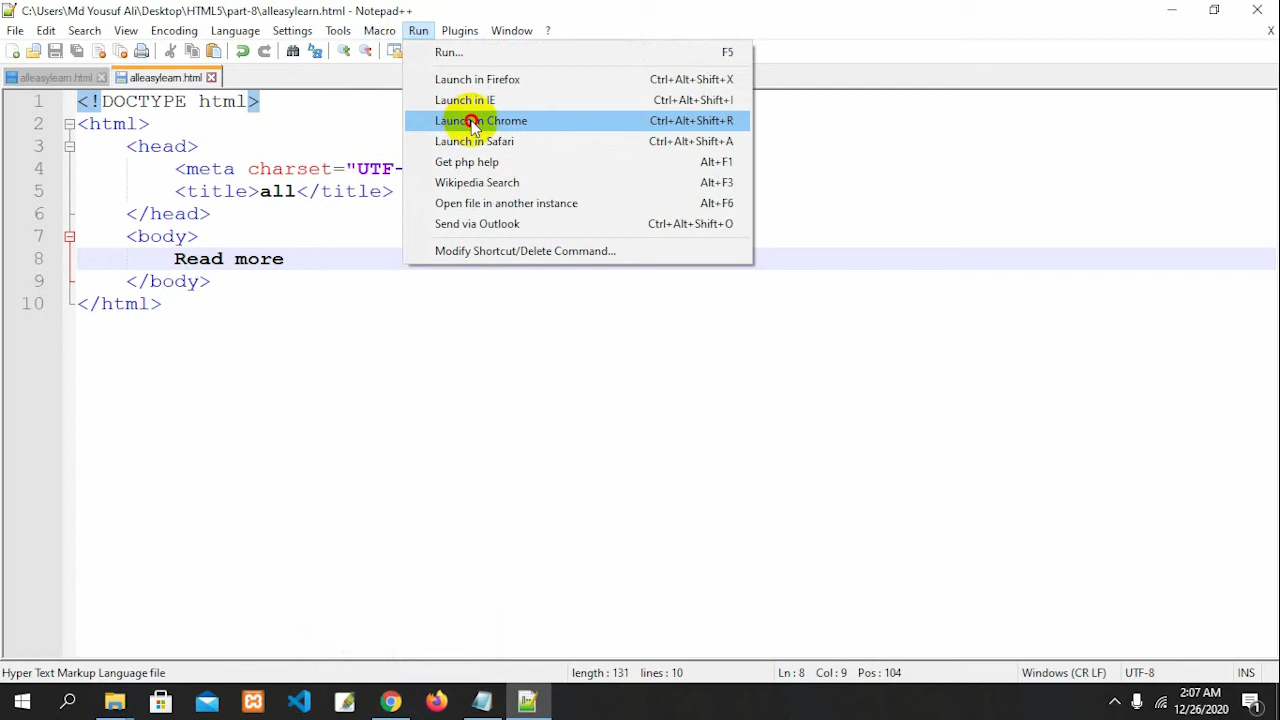 C:\Users\Md Yousuf Ali\Desktop\HTML5\part-8\alleasylearn.html - Notepad++
File Edit Search View Encoding Language Settings Tools Macro Run Plugins Window ?
X
alleasylearn.html alleasylearn.html
Run... F5
Launch in Firefox Ctrl+Alt+Shift+X
Launch in IE Ctrl+Alt+Shift+I
Launch in Chrome Ctrl+Alt+Shift+R
Launch in Safari Ctrl+Alt+Shift+A
Get php help Alt+F1
Wikipedia Search Alt+F3
Open file in another instance Alt+F6
Send via Outlook Ctrl+Alt+Shift+O
Modify Shortcut/Delete Command...
1 <!DOCTYPE html>
2 <html>
3 <head>
4 <meta charset="UTF-
5 <title>all</title>
6 </head>
7 <body>
8 Read more
9 </body>
10 </html>
Hyper Text Markup Language file length : 131 lines : 10 Ln : 8 Col : 9 Pos : 104 Windows (CR LF) UTF-8 INS
2:07 AM
12/26/2020
1